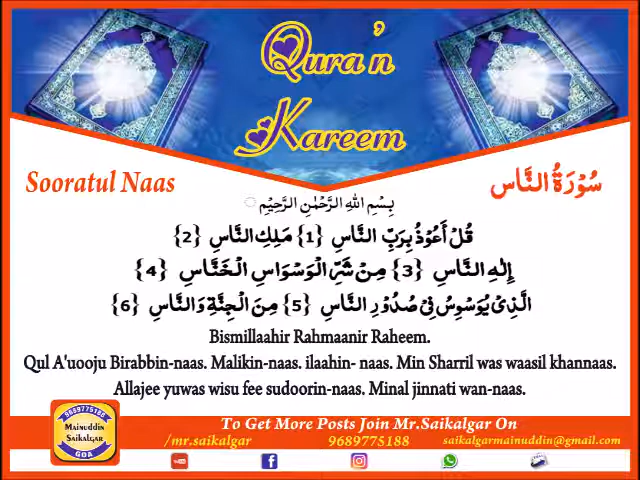 Qura'n
Kareem
Sooratul Naas
سُوْرَةُ النَّاس
بِسْمِ اللهِ الرَّحْمٰنِ الرَّحِيْمِ
قُلْ اَعُوْذُ بِرَبِّ النَّاسِ {1} مَلِكِ النَّاسِ {2}
اِلٰهِ النَّاسِ {3} مِنْ شَرِّ الْوَسْوَاسِ الْخَنَّاسِ {4}
الَّذِيْ يُوَسْوِسُ فِيْ صُدُوْرِ النَّاسِ {5} مِنَ الْجِنَّةِ وَالنَّاسِ {6}
Bismillaahir Rahmaanir Raheem.
Qul A'uooju Birabbin-naas. Malikin-naas. ilaahin- naas. Min Sharril was waasil khannaas.
Allajee yuwas wisu fee sudoorin-naas. Minal jinnati wan-naas.
9689775188
Mainuddin
Saikalgar
GOA
To Get More Posts Join Mr.Saikalgar On
/mr.saikalgar 9689775188 saikalgarmainuddin@gmail.com